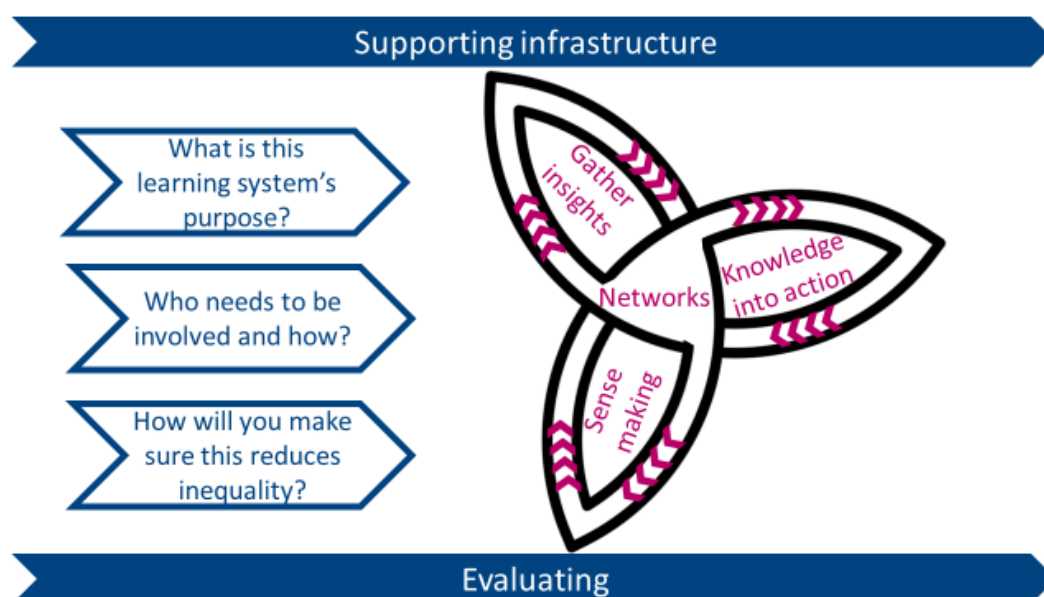 Supporting infrastructure
What is this
learning system's
purpose?
Who needs to be
involved and how?
How will you make
sure this reduces
inequality?
Gather
insights
Knowledge
into action
Networks
Sense
making
Evaluating